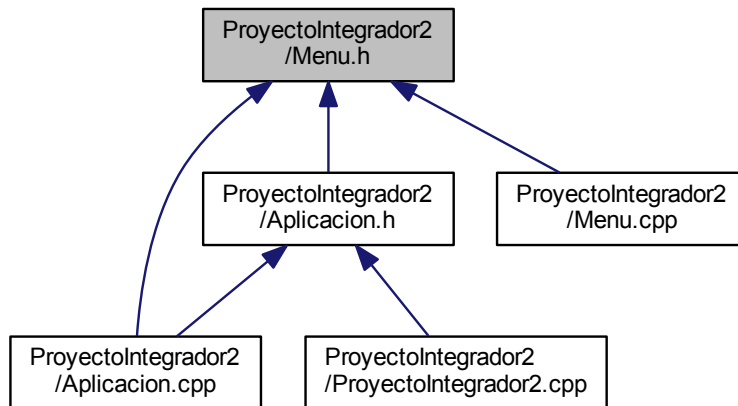 ProyectoIntegrador2
/Menu.h
ProyectoIntegrador2
/Aplicacion.h
ProyectoIntegrador2
/Menu.cpp
ProyectoIntegrador2
/Aplicacion.cpp
ProyectoIntegrador2
/ProyectoIntegrador2.cpp